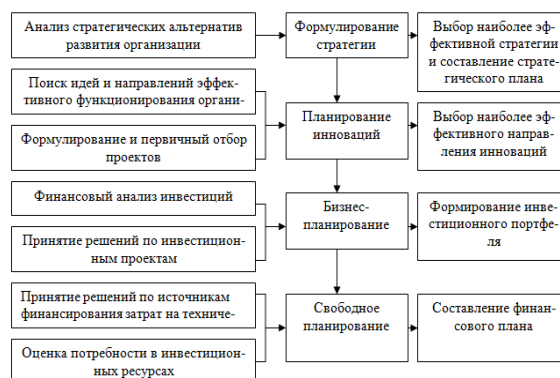 Анализ стратегических альтернатив
развития организации
Формулирование
стратегии
Выбор наиболее эф-
фективной стратегии
и составление страте-
гического плана
Поиск идей и направлений эффек-
тивного функционирования органи-
Формулирование и первичный отбор
проектов
Планирование
инноваций
Выбор наиболее эф-
фективного направ-
ления инноваций
Финансовый анализ инвестиций
Принятие решений по инвестицион-
ным проектам
Бизнес-
планирование
Формирование инве-
стиционного портфе-
ля
Принятие решений по источникам
финансирования затрат на техниче-
Оценка потребности в инвестицион-
ных ресурсах
Свободное
планирование
Составление финан-
сового плана